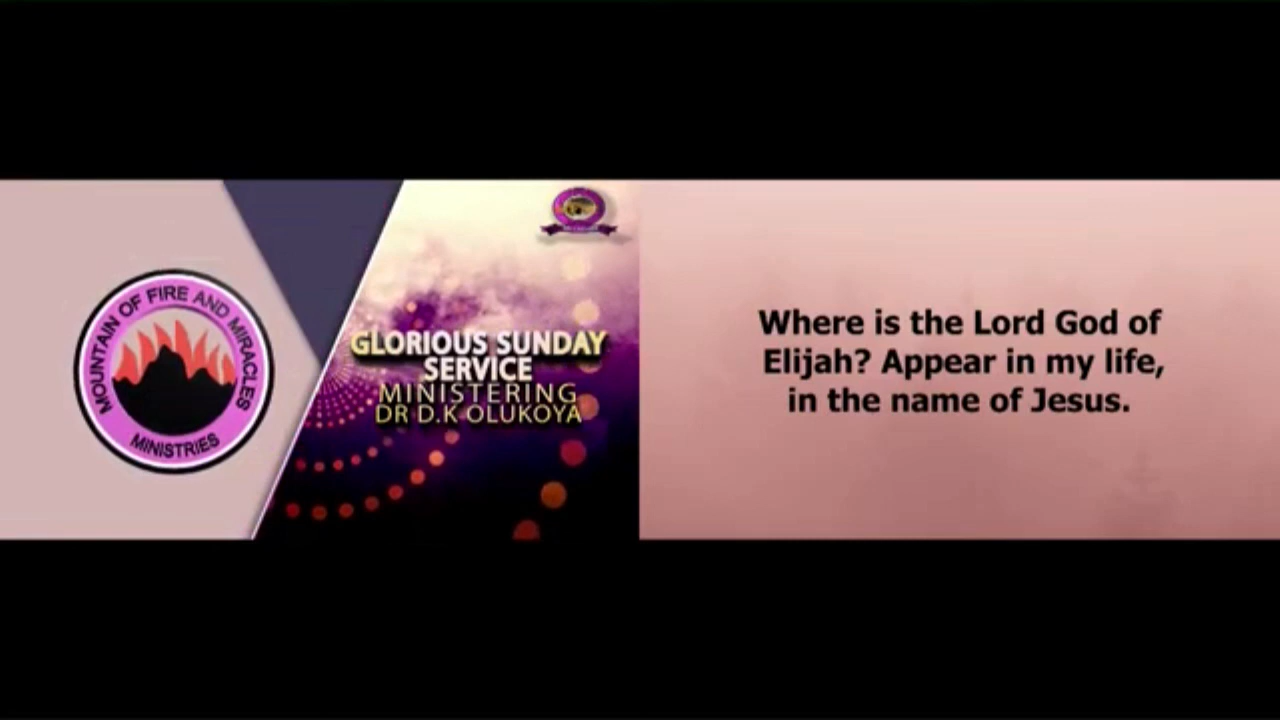 MOUNTAIN OF FIRE AND MIRACLES
MINISTRIES
GLORIOUS SUNDAY
SERVICE
MINISTERING
DR D.K OLUKOYA
Where is the Lord God of
Elijah? Appear in my life,
in the name of Jesus.